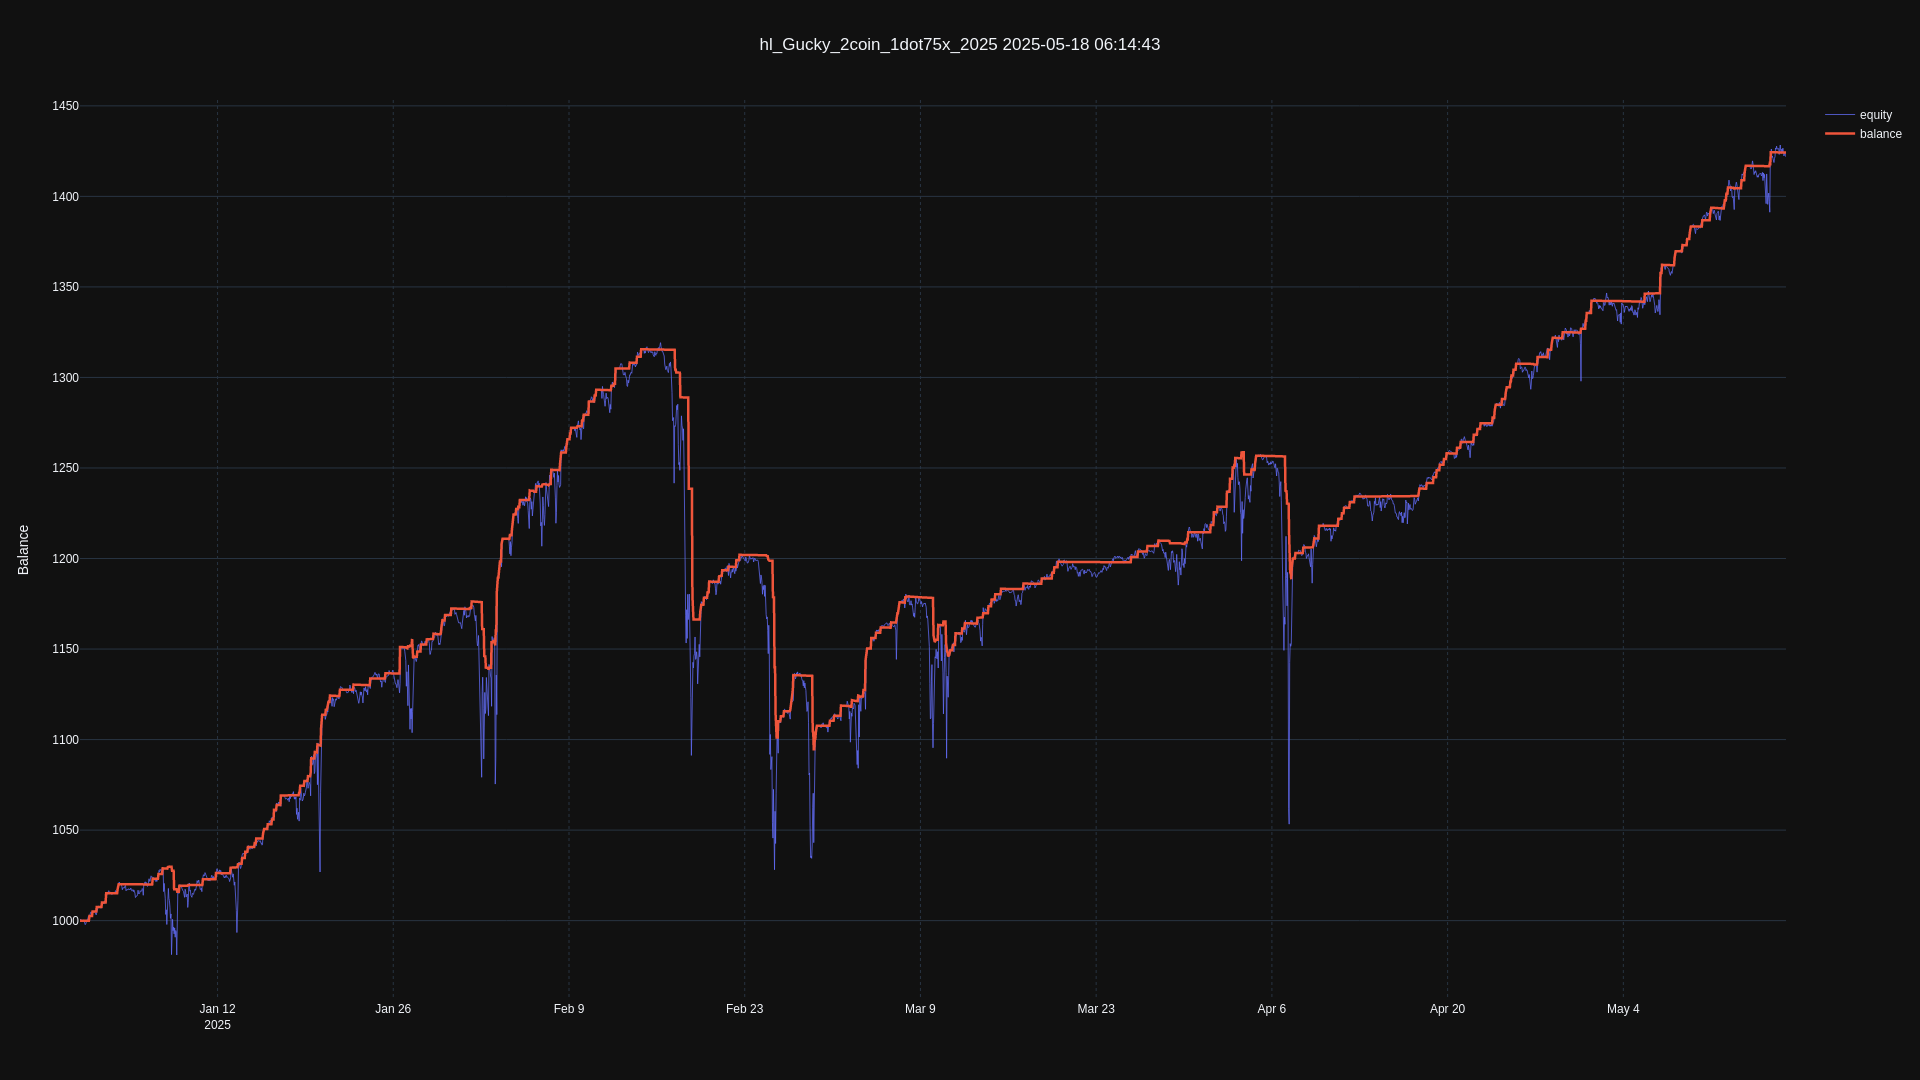 hl_Gucky_2coin_1dot75x_2025 2025-05-18 06:14:43
equity
balance
Balance
1450
1400
1350
1300
1250
1200
1150
1100
1050
1000
Jan 12
2025
Jan 26
Feb 9
Feb 23
Mar 9
Mar 23
Apr 6
Apr 20
May 4